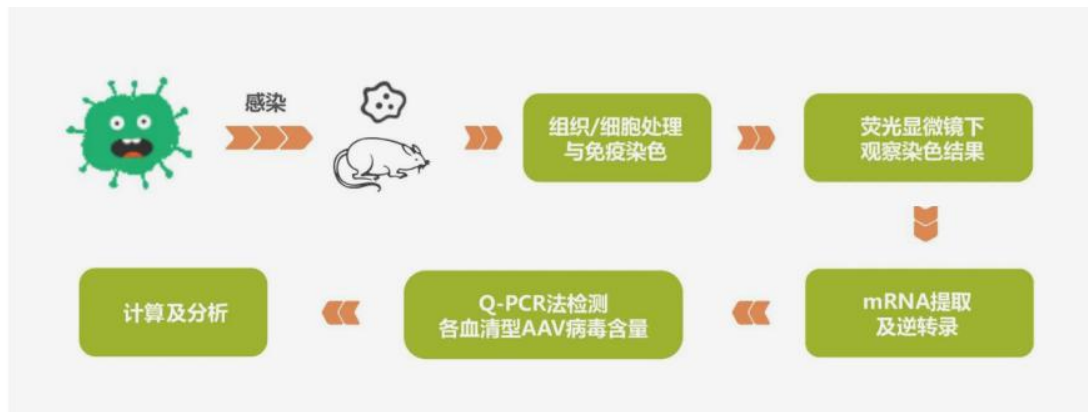 感染
组织/细胞处理
与免疫染色
荧光显微镜下
观察染色结果
mRNA提取
及逆转录
Q-PCR法检测
各血清型AAV病毒含量
计算及分析